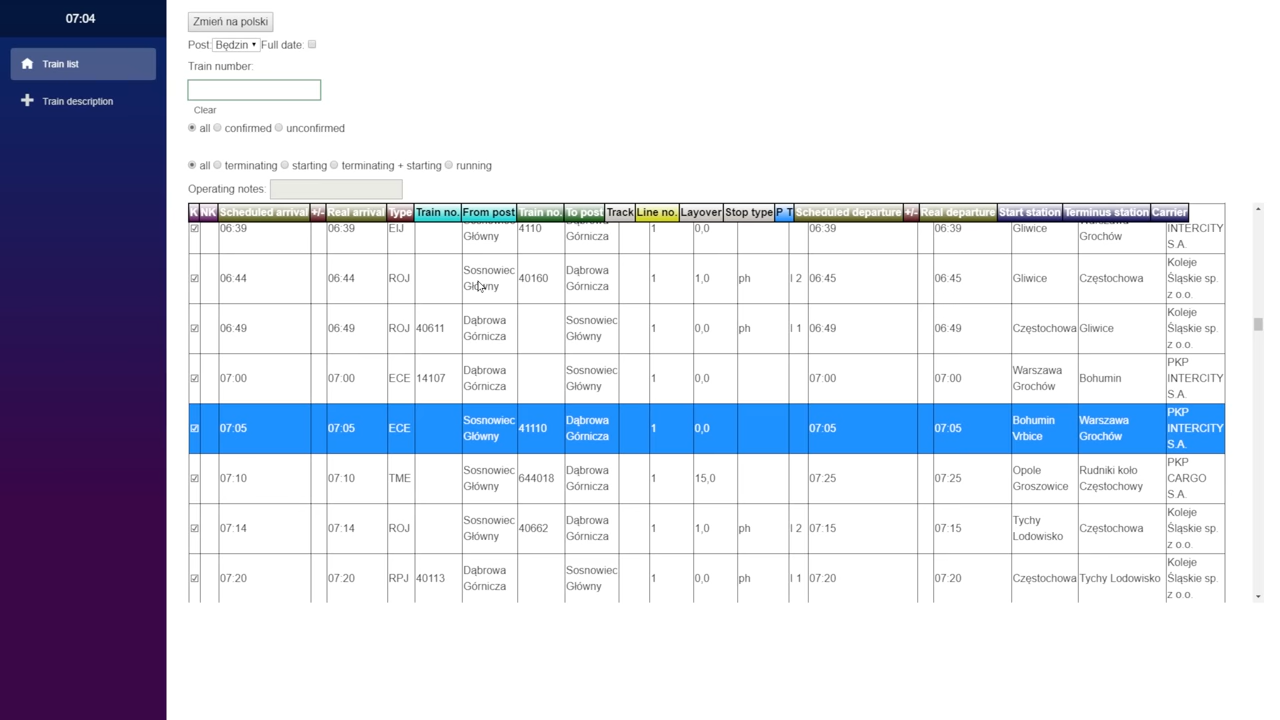 07:04
Train list
Train description
Zmień na polski
Post: Będzin Full date:
Train number:
Clear
all confirmed unconfirmed
all terminating starting terminating + starting running
Operating notes:
K NK Scheduled arrival +/- Real arrival Type Train no. From post Train no. To post Track Line no. Layover Stop type P T Scheduled departure +/- Real departure Start station Terminus station Carrier
06:39 06:39 EIJ Główny 4110 Górnicza 1 0,0 06:39 06:39 Gliwice Warszawa Grochów INTERCITY S.A.
06:44 06:44 ROJ Sosnowiec Główny 40160 Dąbrowa Górnicza 1 1,0 ph I 2 06:45 06:45 Gliwice Częstochowa Koleje Śląskie sp. z o.o.
06:49 06:49 ROJ 40611 Dąbrowa Górnicza Sosnowiec Główny 1 0,0 ph I 1 06:49 06:49 Częstochowa Gliwice Koleje Śląskie sp. z o.o.
07:00 07:00 ECE 14107 Dąbrowa Górnicza Sosnowiec Główny 1 0,0 07:00 07:00 Warszawa Grochów Bohumin PKP INTERCITY S.A.
07:05 07:05 ECE Sosnowiec Główny 41110 Dąbrowa Górnicza 1 0,0 07:05 07:05 Bohumin Vrbice Warszawa Grochów PKP INTERCITY S.A.
07:10 07:10 TME Sosnowiec Główny 644018 Dąbrowa Górnicza 1 15,0 07:25 07:25 Opole Groszowice Rudniki koło Częstochowy PKP CARGO S.A.
07:14 07:14 ROJ Sosnowiec Główny 40662 Dąbrowa Górnicza 1 1,0 ph I 2 07:15 07:15 Tychy Lodowisko Częstochowa Koleje Śląskie sp. z o.o.
07:20 07:20 RPJ 40113 Dąbrowa Górnicza Sosnowiec Główny 1 0,0 ph I 1 07:20 07:20 Częstochowa Tychy Lodowisko Koleje Śląskie sp. z o.o.